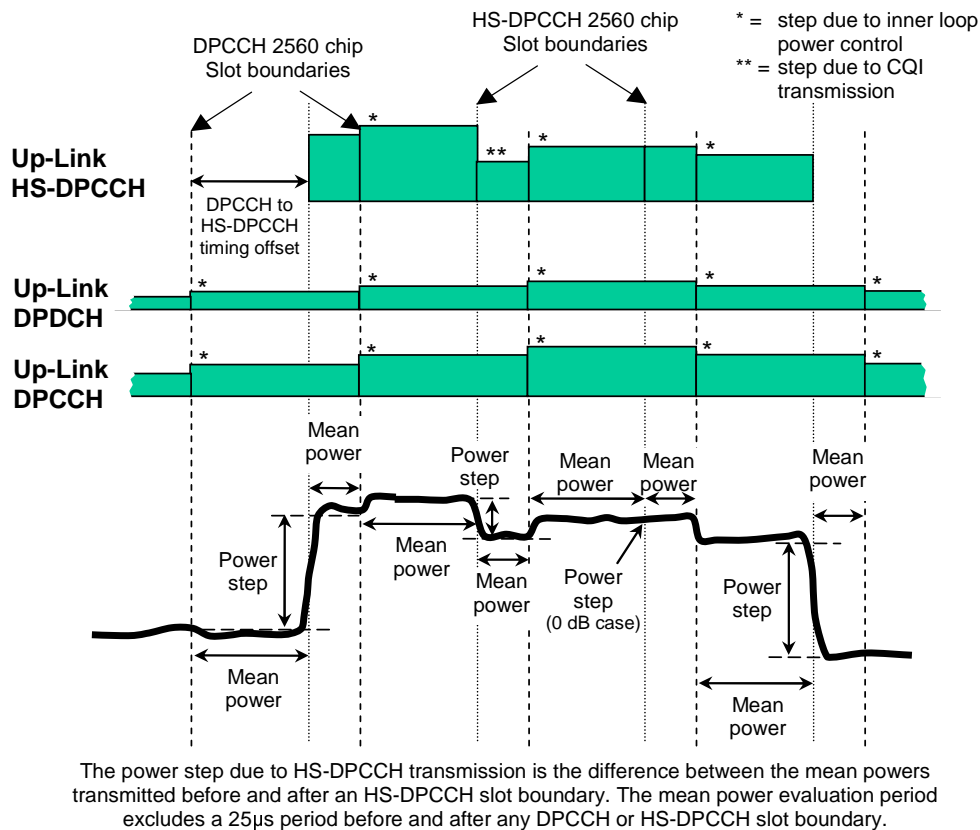 DPCCH 2560 chip
Slot boundaries
HS-DPCCH 2560 chip
Slot boundaries
* = step due to inner loop
power control
** = step due to CQI
transmission
Up-Link
HS-DPCCH
*
**
*
*
DPCCH to
HS-DPCCH
timing offset
Up-Link
DPDCH
*
*
*
*
*
Up-Link
DPCCH
*
*
*
*
*
Mean
power
Power
step
Mean
power
Mean
power
Mean
power
Power
step
Mean
power
Mean
power
Power
step
(0 dB case)
Power
step
Mean
power
Mean
power
The power step due to HS-DPCCH transmission is the difference between the mean powers
transmitted before and after an HS-DPCCH slot boundary. The mean power evaluation period
excludes a 25µs period before and after any DPCCH or HS-DPCCH slot boundary.